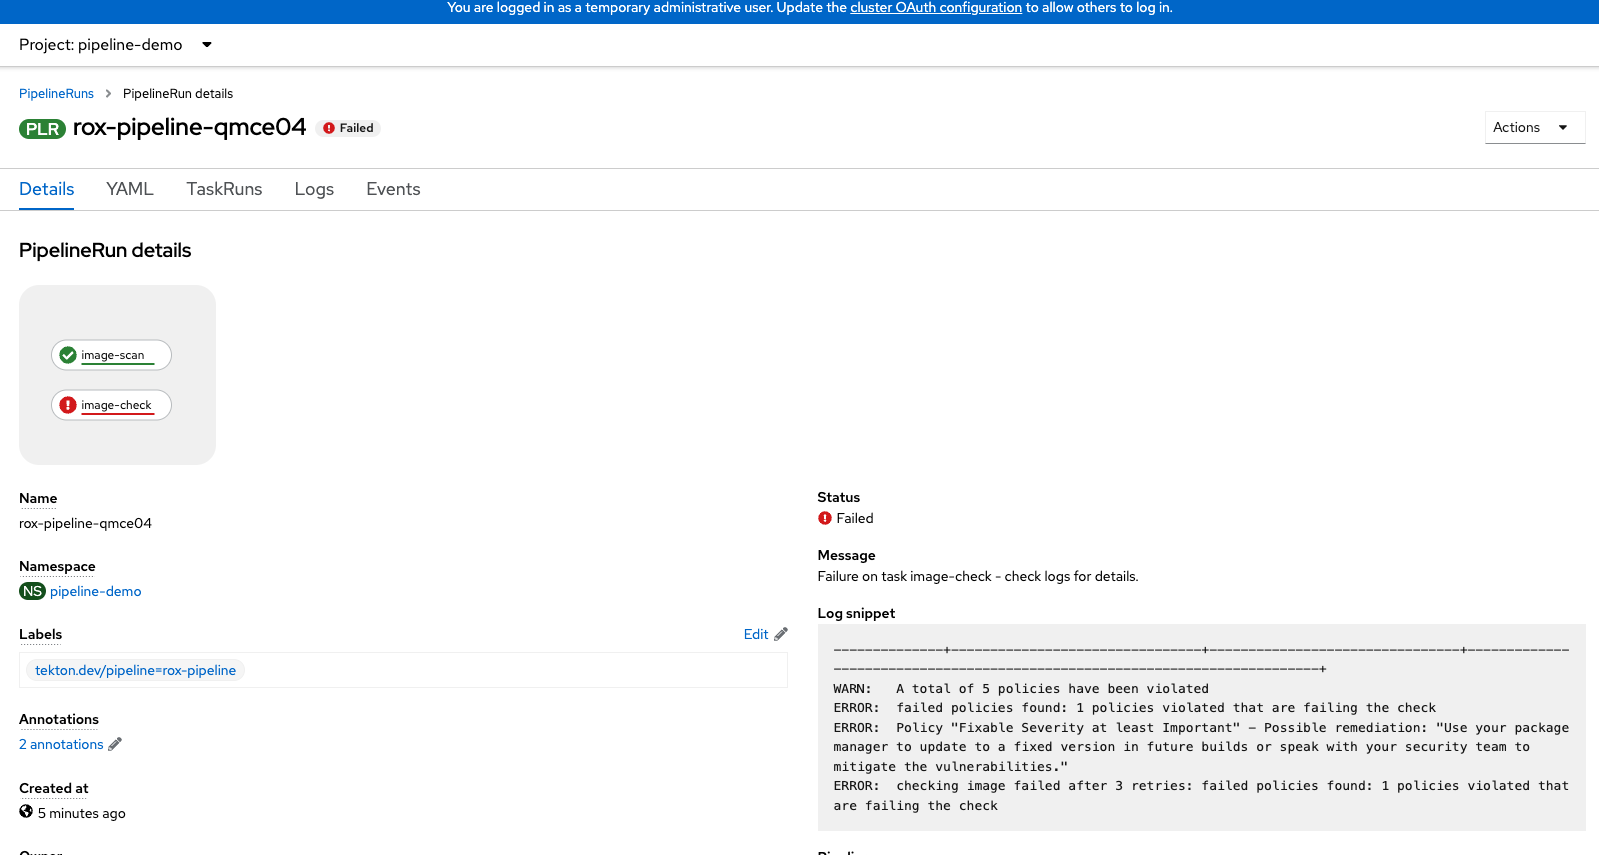 You are logged in as a temporary administrative user. Update the cluster OAuth configuration to allow others to log in.
Project: pipeline-demo
PipelineRuns > PipelineRun details
PLR rox-pipeline-qmce04 Failed
Actions
Details YAML TaskRuns Logs Events
PipelineRun details
image-scan
image-check
Name
rox-pipeline-qmce04
Namespace
NS pipeline-demo
Labels Edit
tekton.dev/pipeline=rox-pipeline
Annotations
2 annotations
Created at
5 minutes ago
Status
Failed
Message
Failure on task image-check - check logs for details.
Log snippet
--------------+--------------------------------+--------------------------------+-------------
--------------------------------------------------------------+
WARN:   A total of 5 policies have been violated
ERROR:  failed policies found: 1 policies violated that are failing the check
ERROR:  Policy "Fixable Severity at least Important" - Possible remediation: "Use your package
manager to update to a fixed version in future builds or speak with your security team to
mitigate the vulnerabilities."
ERROR:  checking image failed after 3 retries: failed policies found: 1 policies violated that
are failing the check